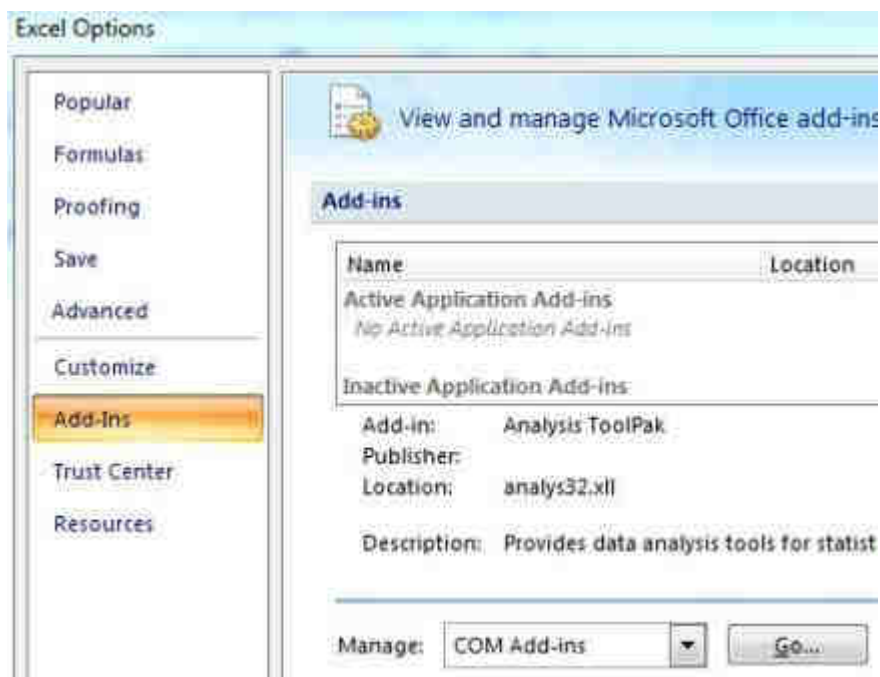 Excel Options
Popular
Formulas
Proofing
Save
Advanced
Customize
Add-Ins
Trust Center
Resources
View and manage Microsoft Office add-ins
Add-ins
Name Location
Active Application Add-ins
No Active Application Add-ins
Inactive Application Add-ins
Add-in: Analysis ToolPak
Publisher:
Location: analys32.xll
Description: Provides data analysis tools for statist
Manage: COM Add-ins Go...